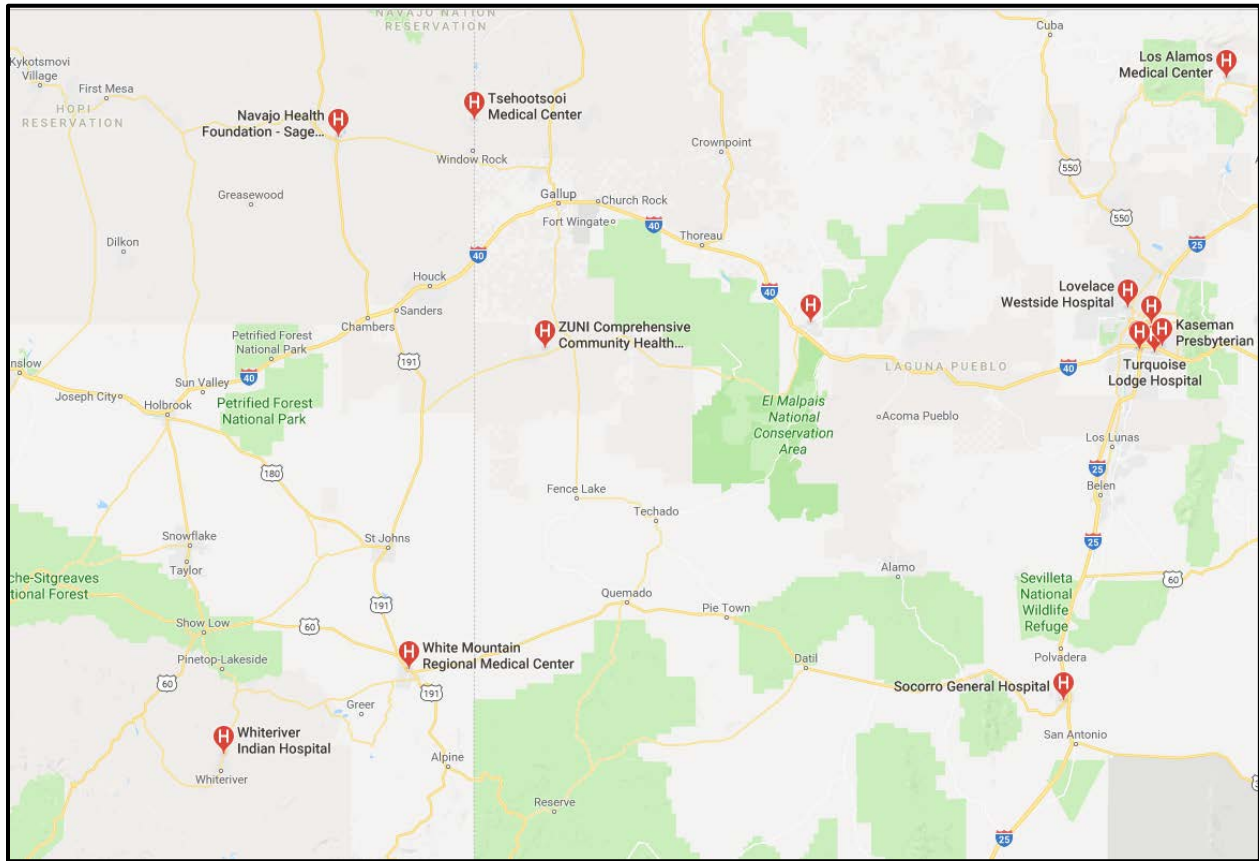 NAVAJO NATION
RESERVATION
Cuba
Kykotsmovi
Village
First Mesa
HOPI
RESERVATION
Navajo Health
Foundation - Sage...
H
Tsehootsooi
Medical Center
H
Los Alamos
Medical Center
H
Window Rock
Crownpoint
550
550
Greasewood
Gallup
Church Rock
Fort Wingate
40
Thoreau
25
Dilkon
40
Houck
40
Sanders
Chambers
H
Lovelace
Westside Hospital
H
H
ZUNI Comprehensive
Community Health...
H
H
H
H
Kaseman
Presbyterian
Turquoise
Lodge Hospital
Petrified Forest
National Park
191
LAGUNA PUEBLO
40
nslow
Sun Valley
40
Joseph City
Holbrook
Petrified Forest
National Park
El Malpais
National
Conservation
Area
Acoma Pueblo
Los Lunas
25
180
Belen
Fence Lake
Techado
25
Snowflake
St Johns
Taylor
Alamo
60
che-Sitgreaves
tional Forest
191
Quemado
Pie Town
Sevilleta
National
Wildlife
Refuge
Show Low
60
Polvadera
Pinetop-Lakeside
60
White Mountain
Regional Medical Center
H
Datil
191
Socorro General Hospital
H
Greer
Whiteriver
Indian Hospital
H
San Antonio
Alpine
Whiteriver
Reserve
25